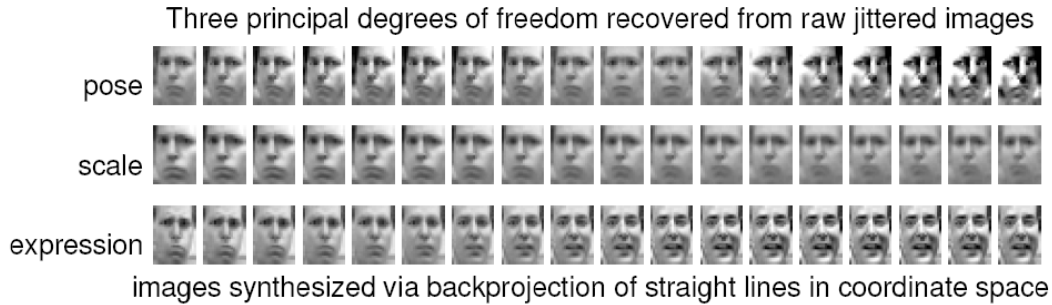 Three principal degrees of freedom recovered from raw jittered images
pose
scale
expression
images synthesized via backprojection of straight lines in coordinate space